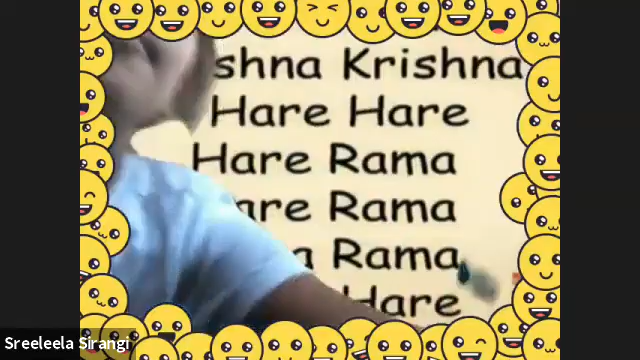 shna Krishna
Hare Hare
Hare Rama
are Rama
a Rama
Hare
Sreeleela Sirangi